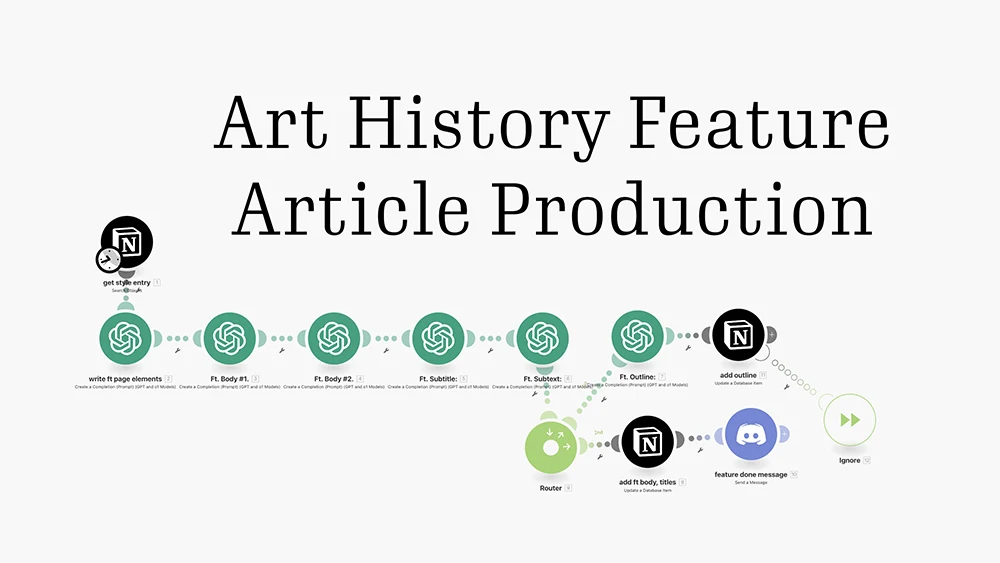 Art History Feature
Article Production
get style entry 1
write ft page elements 2
Create a Completion (Prompt) (GPT and o1 Models)
Ft. Body #1. 3
Create a Completion (Prompt) (GPT and o1 Models)
Ft. Body #2. 4
Create a Completion (Prompt) (GPT and o1 Models)
Ft. Subtitle: 5
Create a Completion (Prompt) (GPT and o1 Models)
Ft. Subtext: 6
Create a Completion (Prompt) (GPT and o1 Models)
Ft. Outline: 7
Create a Completion (Prompt) (GPT and o1 Models)
add outline 11
Update a Database Item
Ignore 12
Router 9
add ft body, titles 8
Update a Database Item
feature done message 10
Send a Message